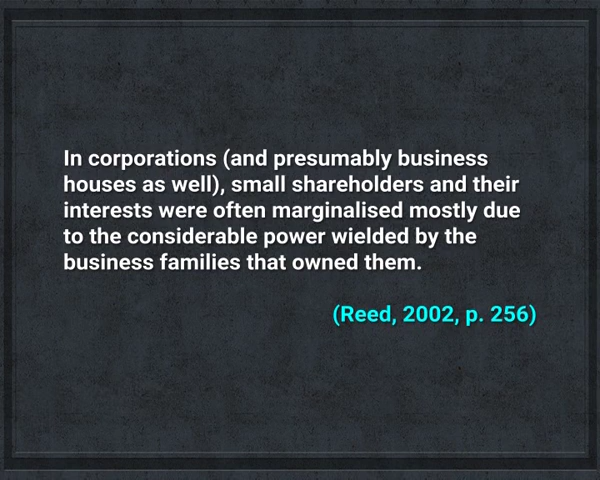 In corporations (and presumably business
houses as well), small shareholders and their
interests were often marginalised mostly due
to the considerable power wielded by the
business families that owned them.
(Reed, 2002, p. 256)